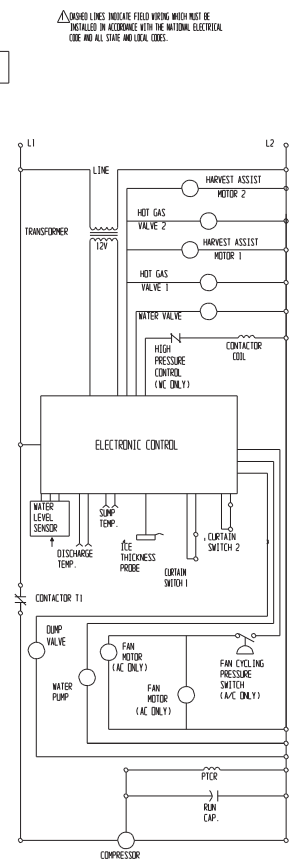 DASHED LINES INDICATE FIELD WIRING WHICH MUST BE
INSTALLED IN ACCORDANCE WITH THE NATIONAL ELECTRICAL
CODE AND ALL STATE AND LOCAL CODES.
L1
L2
LINE
HARVEST ASSIST
MOTOR 2
HOT GAS
VALVE 2
TRANSFORMER
12V
HARVEST ASSIST
MOTOR 1
HOT GAS
VALVE 1
WATER VALVE
HIGH
PRESSURE
CONTROL
(WC ONLY)
CONTACTOR
COIL
ELECTRONIC CONTROL
WATER
LEVEL
SENSOR
SUMP
TEMP.
DISCHARGE
TEMP.
ICE
THICKNESS
PROBE
CURTAIN
SWITCH 1
CURTAIN
SWITCH 2
CONTACTOR T1
DUMP
VALVE
WATER
PUMP
FAN
MOTOR
(AC ONLY)
FAN
MOTOR
(AC ONLY)
FAN CYCLING
PRESSURE
SWITCH
(A/C ONLY)
PTCR
RUN
CAP.
COMPRESSOR